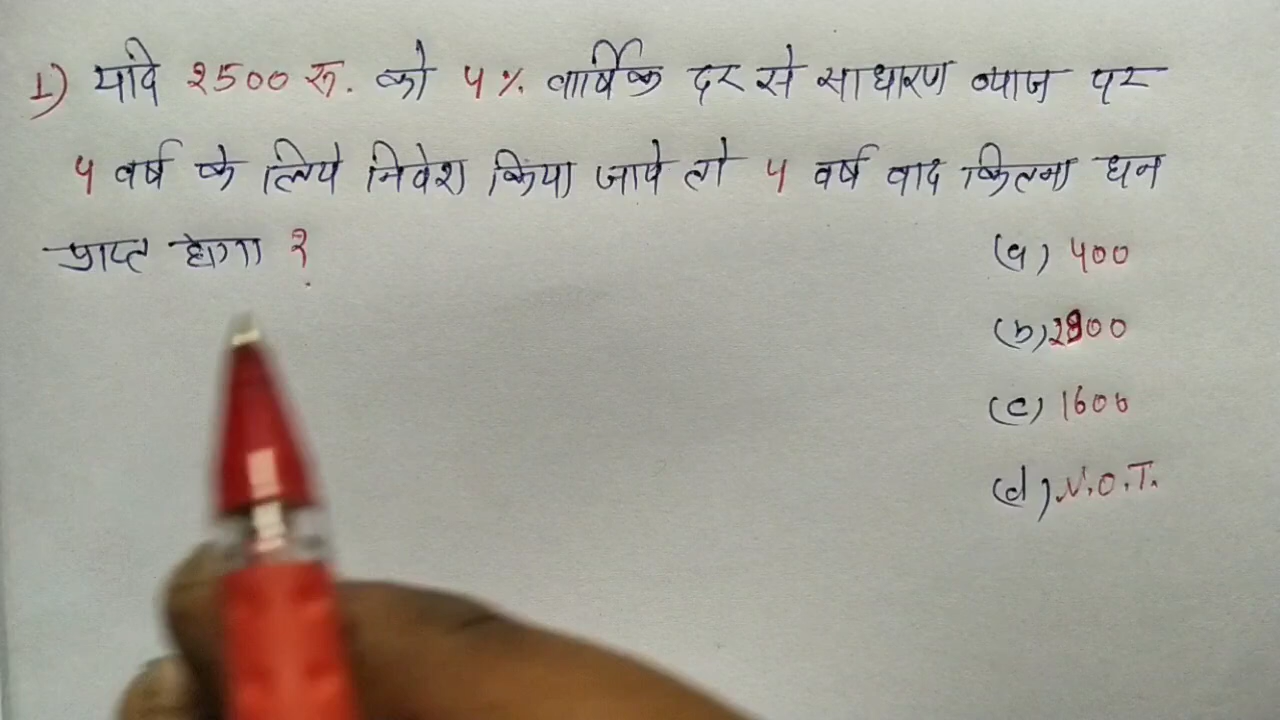 1) यदि 2500 रू. को 4% वार्षिक दर से साधारण ब्याज पर
4 वर्ष के लिये निवेश किया जाये तो 4 वर्ष बाद कितना धन
प्राप्त होगा ?
(a) 400
(b) 2900
(c) 1600
(d) N.O.T.